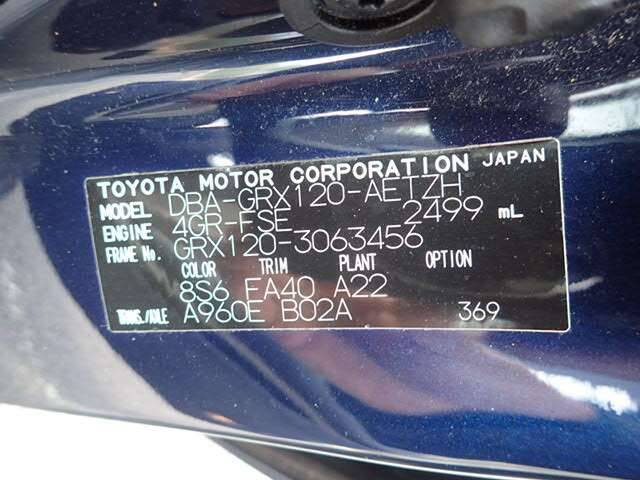 TOYOTA MOTOR CORPORATION JAPAN
MODEL DBA-GRX120-AETZH
ENGINE 4GR-FSE 2499 mL
FRAME No. GRX120-3063456
COLOR TRIM PLANT OPTION
8S6 EA40 A22
TRANS./AXLE A960E B02A 369